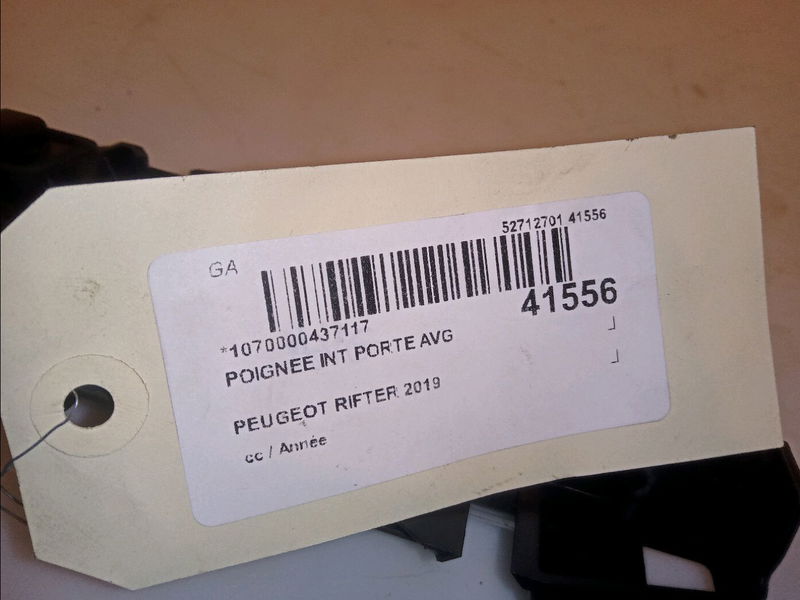 52712701 41556
GA
41556
*1070000437117
POIGNEE INT PORTE AVG
PEUGEOT RIFTER 2019
cc / Année